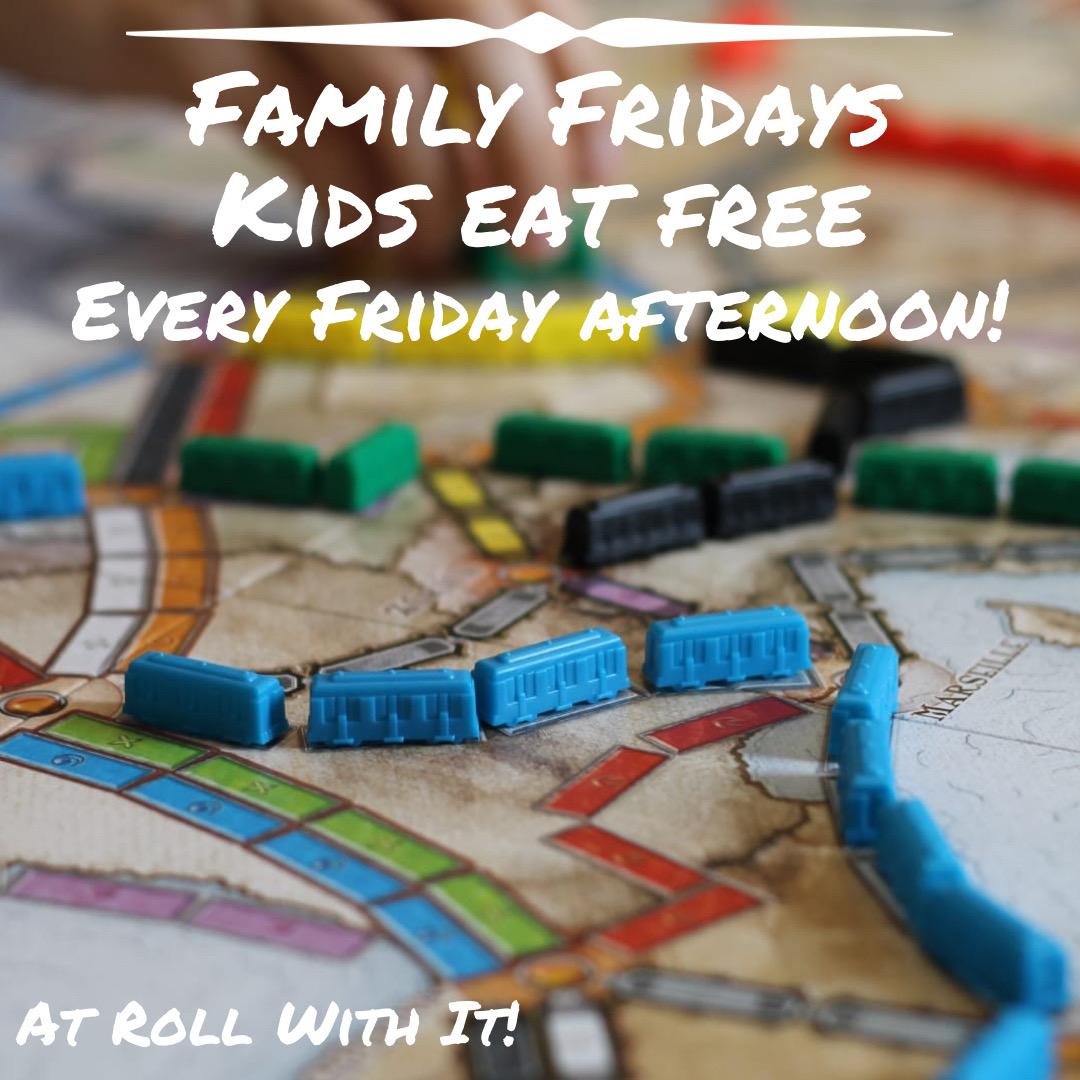 Family Fridays
Kids eat free
Every Friday afternoon!
MARSEILLE
At Roll With It!